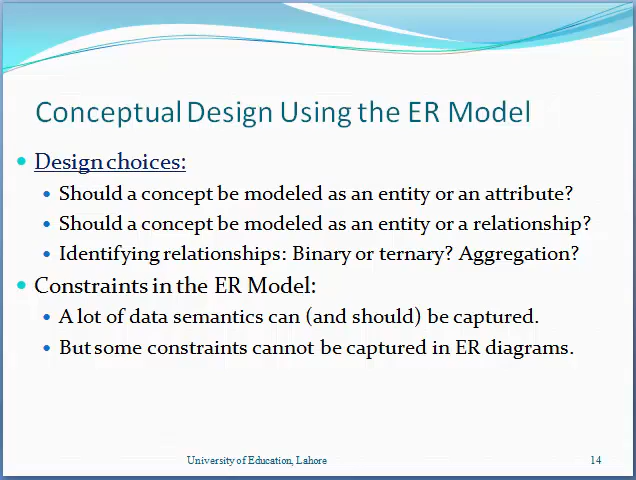 Conceptual Design Using the ER Model
• Design choices:
• Should a concept be modeled as an entity or an attribute?
• Should a concept be modeled as an entity or a relationship?
• Identifying relationships: Binary or ternary? Aggregation?
• Constraints in the ER Model:
• A lot of data semantics can (and should) be captured.
• But some constraints cannot be captured in ER diagrams.
University of Education, Lahore 14